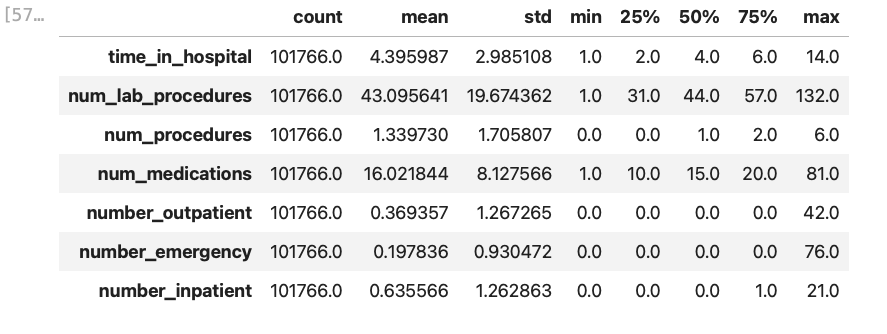 [57…
count mean std min 25% 50% 75% max
time_in_hospital 101766.0 4.395987 2.985108 1.0 2.0 4.0 6.0 14.0
num_lab_procedures 101766.0 43.095641 19.674362 1.0 31.0 44.0 57.0 132.0
num_procedures 101766.0 1.339730 1.705807 0.0 0.0 1.0 2.0 6.0
num_medications 101766.0 16.021844 8.127566 1.0 10.0 15.0 20.0 81.0
number_outpatient 101766.0 0.369357 1.267265 0.0 0.0 0.0 0.0 42.0
number_emergency 101766.0 0.197836 0.930472 0.0 0.0 0.0 0.0 76.0
number_inpatient 101766.0 0.635566 1.262863 0.0 0.0 0.0 1.0 21.0